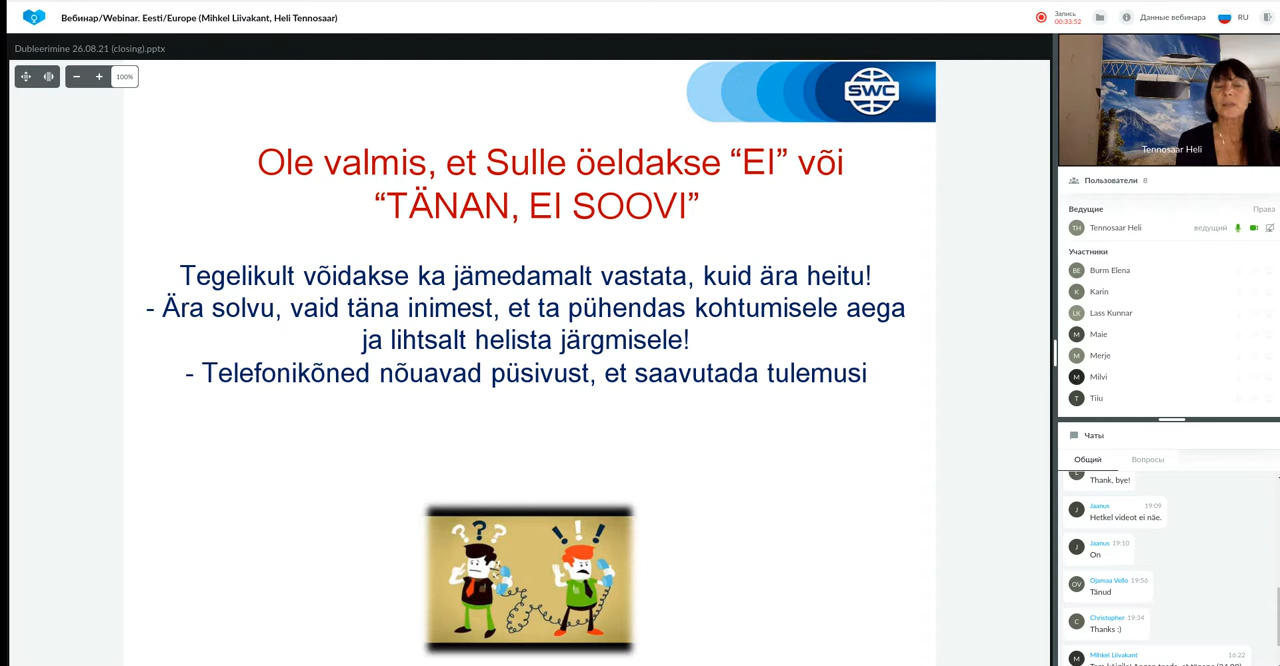 Вебинар/Webinar. Eesti/Europe (Mihkel Liivakant, Heli Tennosaar)
Запись
00:33:52
Данные вебинара
RU
Dubleerimine 26.08.21 (closing).pptx
100%
SWC
Ole valmis, et Sulle öeldakse “EI” või
“TÄNAN, EI SOOVI”
Tegelikult võidakse ka jämedamalt vastata, kuid ära heitu!
- Ära solvu, vaid täna inimest, et ta pühendas kohtumisele aega
ja lihtsalt helista järgmisele!
- Telefonikõned nõuavad püsivust, et saavutada tulemusi
? ? ?
! ! !
Tennosaar Heli
Пользователи 8
Ведущие Права
TH Tennosaar Heli ведущий
Участники
BE Burm Elena
K Karin
LK Lass Kunnar
M Maie
M Merje
M Milvi
T Tiiu
Чаты
Общий Вопросы
Thank, bye!
J Jaanus 19:09
Hetkel videot ei näe.
J Jaanus 19:10
On
OV Ojamaa Vello 19:56
Tänud
C Christopher 19:34
Thanks :)
M Mihkel Liivakant 16:22